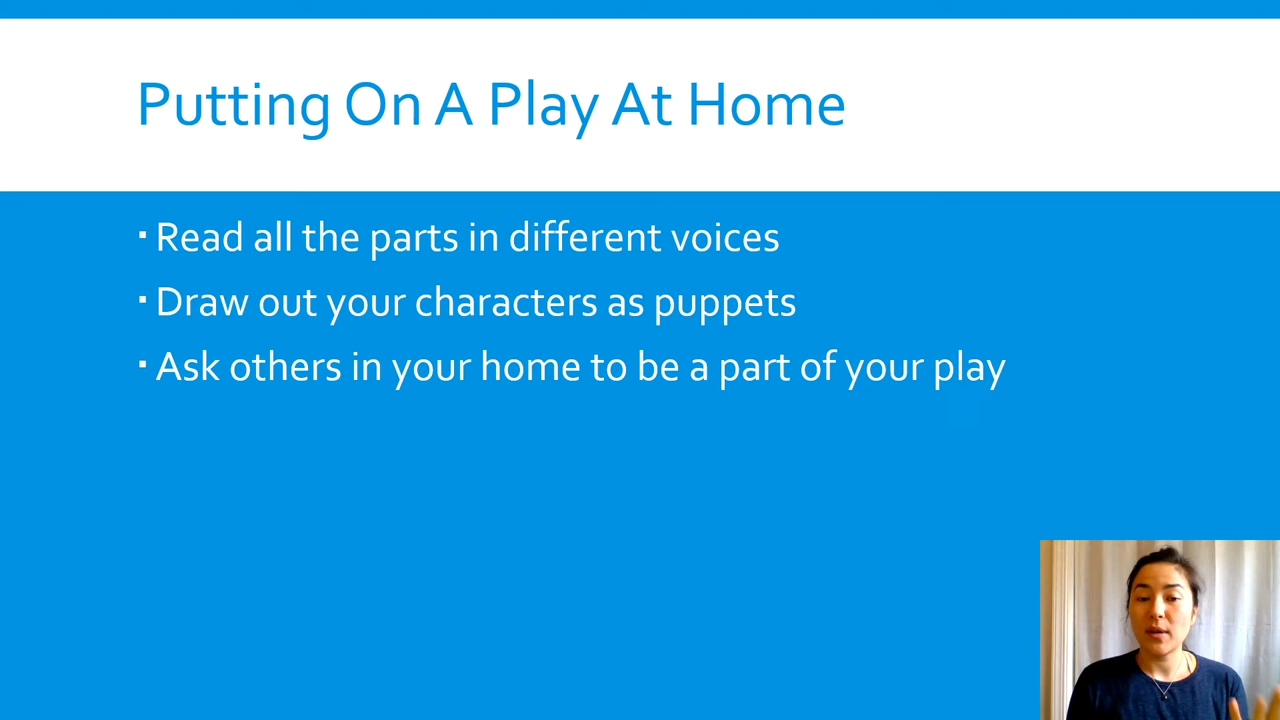 Putting On A Play At Home
▪ Read all the parts in different voices
▪ Draw out your characters as puppets
▪ Ask others in your home to be a part of your play